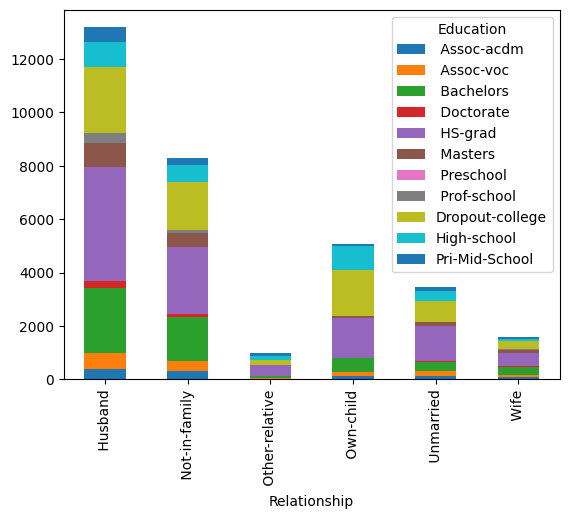 Education
Assoc-acdm
Assoc-voc
Bachelors
Doctorate
HS-grad
Masters
Preschool
Prof-school
Dropout-college
High-school
Pri-Mid-School
12000
10000
8000
6000
4000
2000
0
Husband
Not-in-family
Other-relative
Own-child
Unmarried
Wife
Relationship